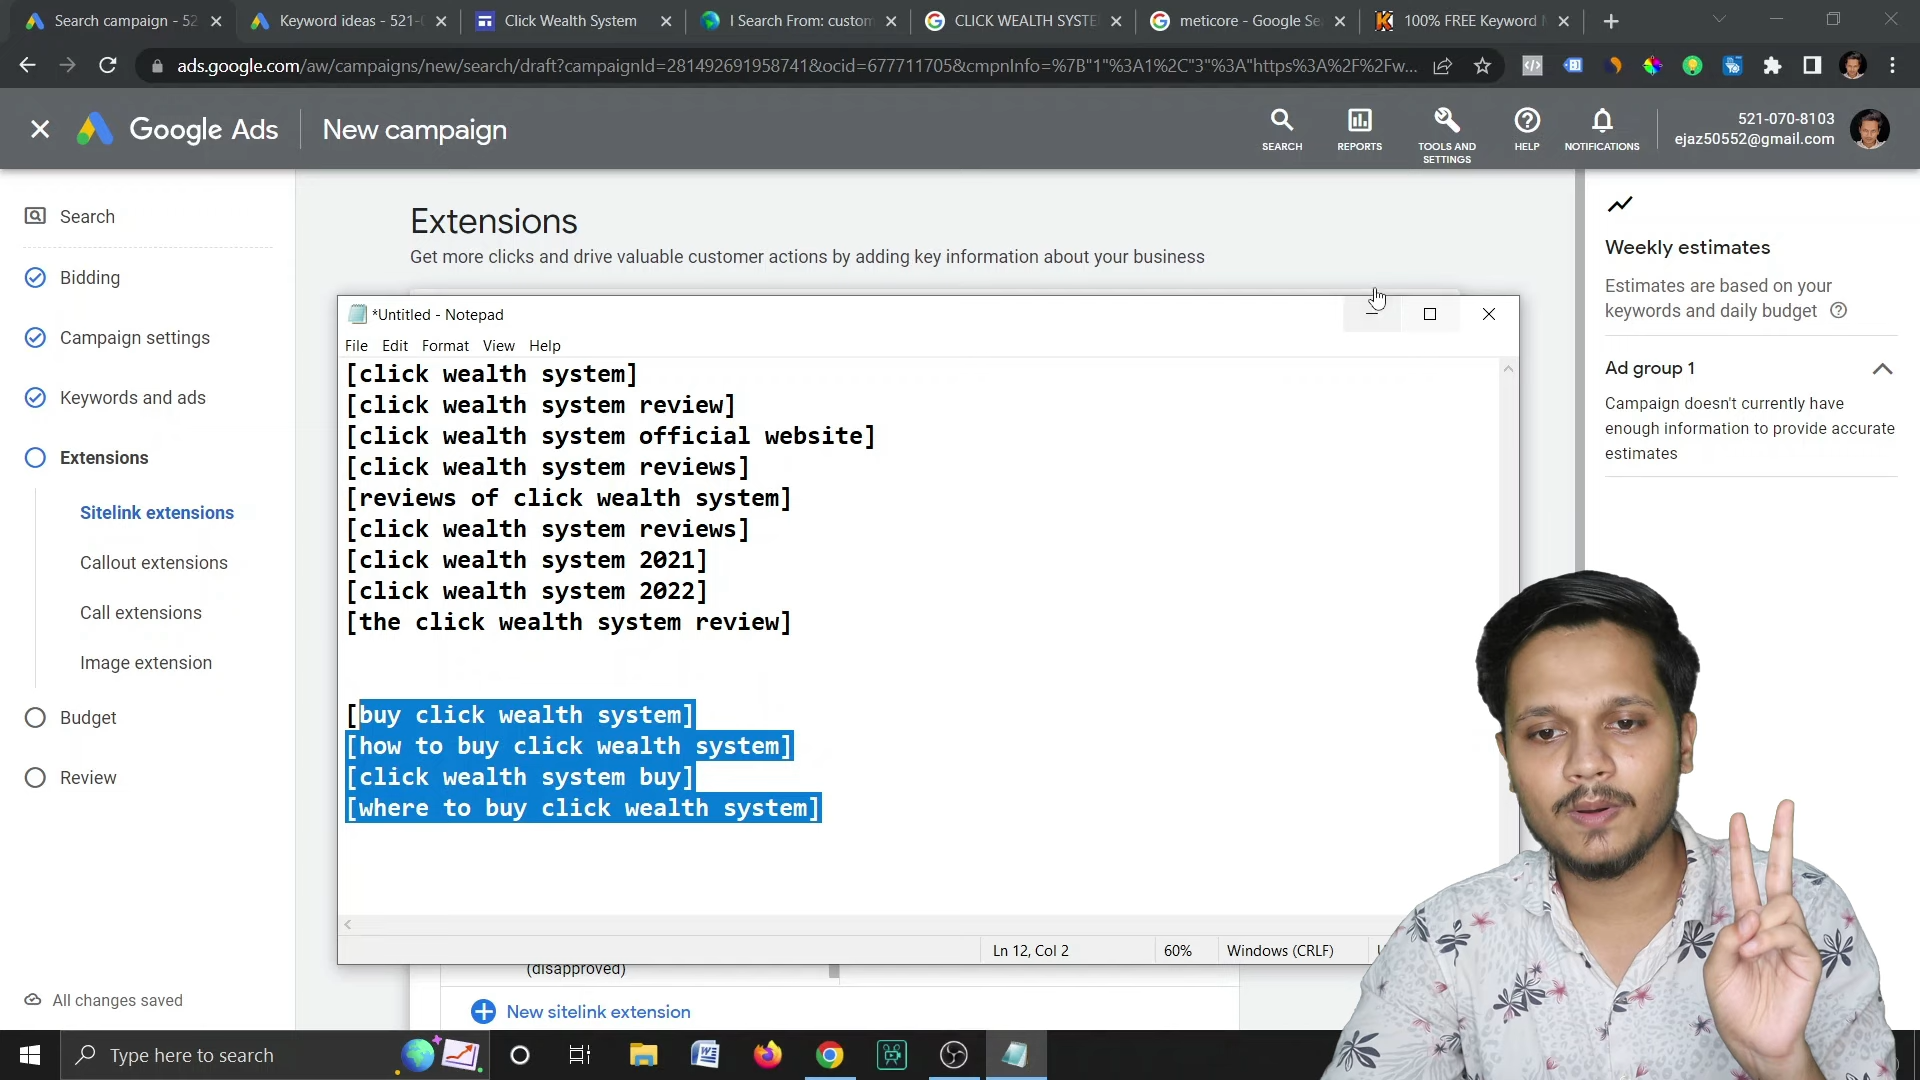 Search campaign - 52
Keyword ideas - 521-
Click Wealth System
I Search From: custom
CLICK WEALTH SYSTE
meticore - Google Se
100% FREE Keyword
ads.google.com/aw/campaigns/new/search/draft?campaignId=281492691958741&ocid=677711705&cmpnInfo=%7B"1"%3A1%2C"3"%3A"https%3A%2F%2Fw...
Google Ads
New campaign
SEARCH
REPORTS
TOOLS AND
SETTINGS
HELP
NOTIFICATIONS
521-070-8103
ejaz50552@gmail.com
Search
Bidding
Campaign settings
Keywords and ads
Extensions
Sitelink extensions
Callout extensions
Call extensions
Image extension
Budget
Review
All changes saved
Extensions
Get more clicks and drive valuable customer actions by adding key information about your business
*Untitled - Notepad
File Edit Format View Help
[click wealth system]
[click wealth system review]
[click wealth system official website]
[click wealth system reviews]
[reviews of click wealth system]
[click wealth system reviews]
[click wealth system 2021]
[click wealth system 2022]
[the click wealth system review]
[buy click wealth system]
[how to buy click wealth system]
[click wealth system buy]
[where to buy click wealth system]
Ln 12, Col 2
60%
Windows (CRLF)
(disapproved)
New sitelink extension
Weekly estimates
Estimates are based on your
keywords and daily budget
Ad group 1
Campaign doesn't currently have
enough information to provide accurate
estimates
Type here to search